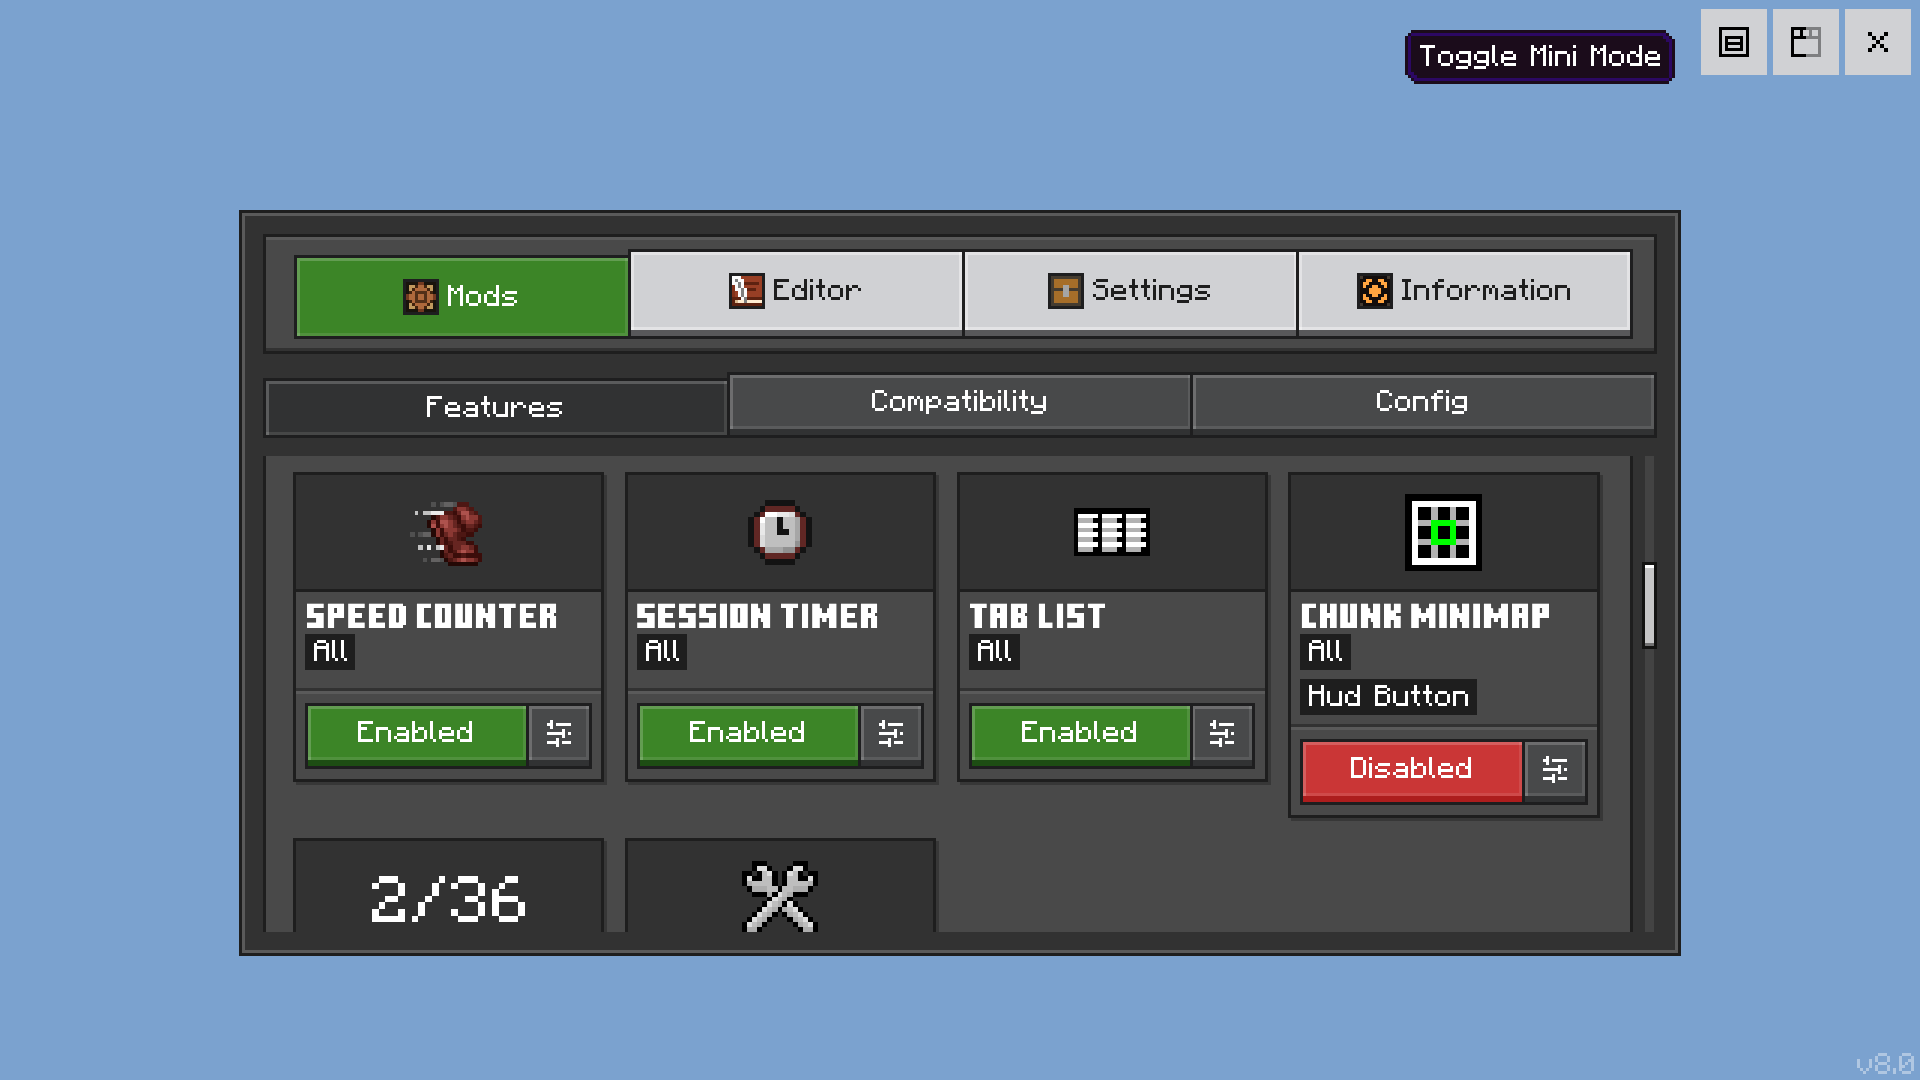 Toggle Mini Mode
Mods
Editor
Settings
Information
Features
Compatibility
Config
SPEED COUNTER
All
Enabled
SESSION TIMER
All
Enabled
TAB LIST
All
Enabled
CHUNK MINIMAP
All
Hud Button
Disabled
2/36
v8.0